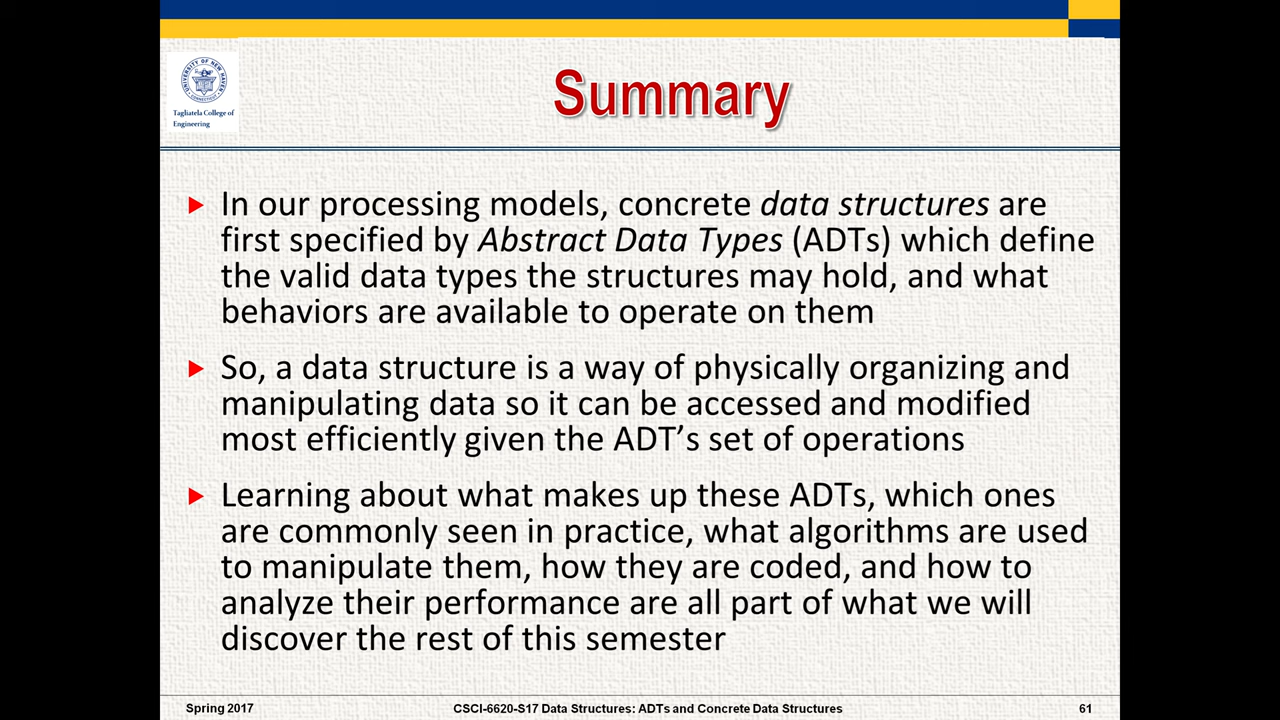 UNIVERSITY OF NEW HAVEN
CONNECTICUT
Tagliatela College of
Engineering
Summary
In our processing models, concrete data structures are
first specified by Abstract Data Types (ADTs) which define
the valid data types the structures may hold, and what
behaviors are available to operate on them
So, a data structure is a way of physically organizing and
manipulating data so it can be accessed and modified
most efficiently given the ADT’s set of operations
Learning about what makes up these ADTs, which ones
are commonly seen in practice, what algorithms are used
to manipulate them, how they are coded, and how to
analyze their performance are all part of what we will
discover the rest of this semester
Spring 2017
CSCI-6620-S17 Data Structures: ADTs and Concrete Data Structures
61